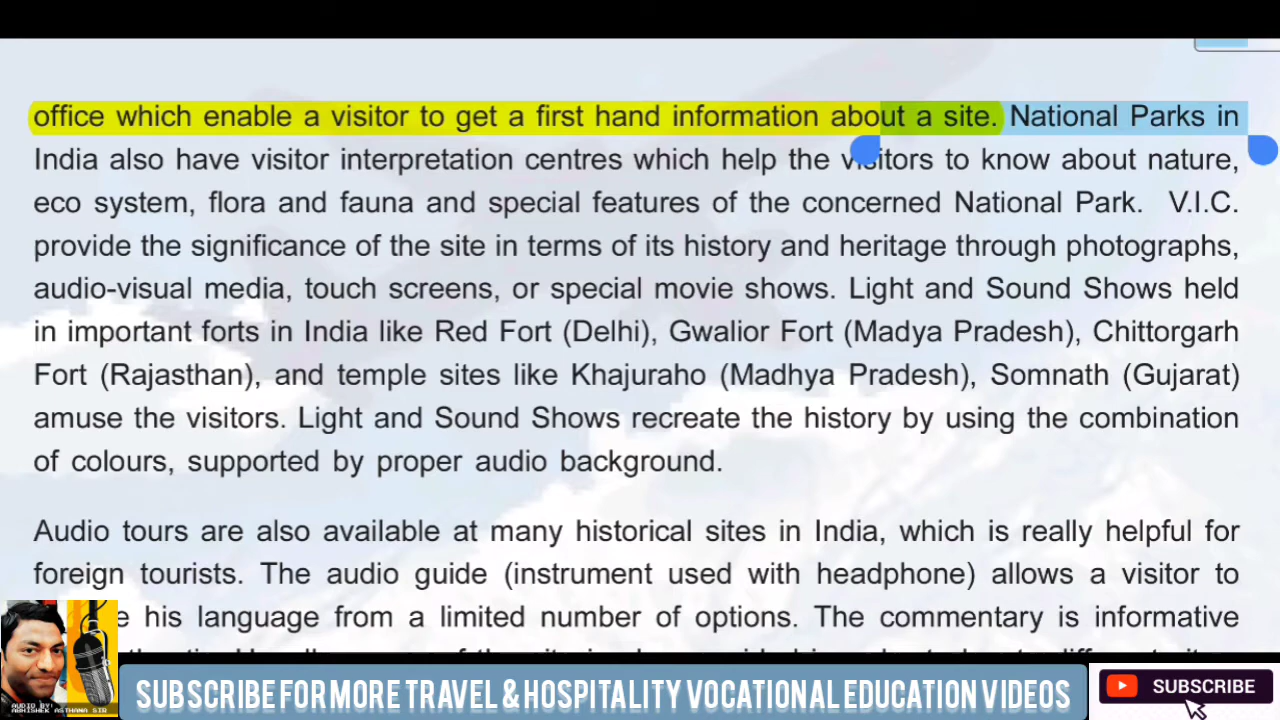 office which enable a visitor to get a first hand information about a site. National Parks in
India also have visitor interpretation centres which help the visitors to know about nature,
eco system, flora and fauna and special features of the concerned National Park. V.I.C.
provide the significance of the site in terms of its history and heritage through photographs,
audio-visual media, touch screens, or special movie shows. Light and Sound Shows held
in important forts in India like Red Fort (Delhi), Gwalior Fort (Madya Pradesh), Chittorgarh
Fort (Rajasthan), and temple sites like Khajuraho (Madhya Pradesh), Somnath (Gujarat)
amuse the visitors. Light and Sound Shows recreate the history by using the combination
of colours, supported by proper audio background.
Audio tours are also available at many historical sites in India, which is really helpful for
foreign tourists. The audio guide (instrument used with headphone) allows a visitor to
his language from a limited number of options. The commentary is informative
SUBSCRIBE FOR MORE TRAVEL & HOSPITALITY VOCATIONAL EDUCATION VIDEOS
SUBSCRIBE
AUDIO BY:
ABHISHEK ASTHANA SIR